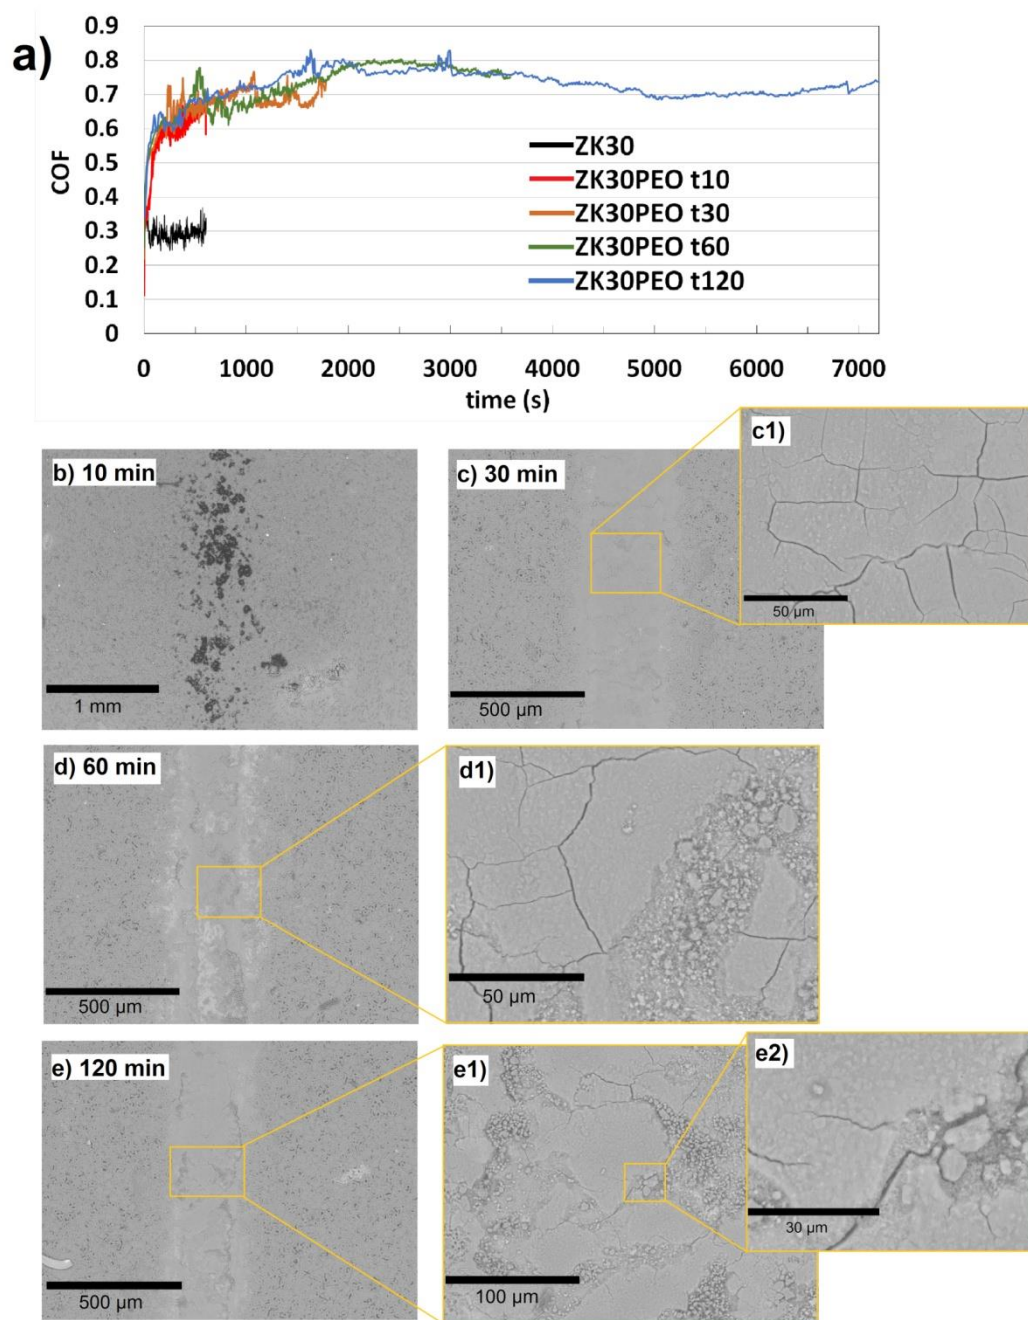 a)
0.9
0.8
0.7
0.6
0.5
0.4
0.3
0.2
0.1
0
COF
ZK30
ZK30PEO t10
ZK30PEO t30
ZK30PEO t60
ZK30PEO t120
0 1000 2000 3000 4000 5000 6000 7000
time (s)
b) 10 min
1 mm
c) 30 min
500 µm
c1)
50 µm
d) 60 min
500 µm
d1)
50 µm
e) 120 min
500 µm
e1)
100 µm
e2)
30 µm